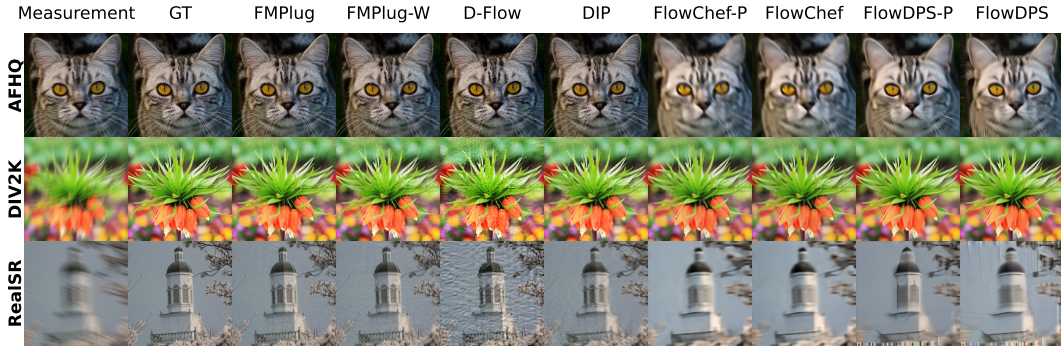 Measurement GT FMPlug FMPlug-W D-Flow DIP FlowChef-P FlowChef FlowDPS-P FlowDPS
AFHQ
DIV2K
RealSR